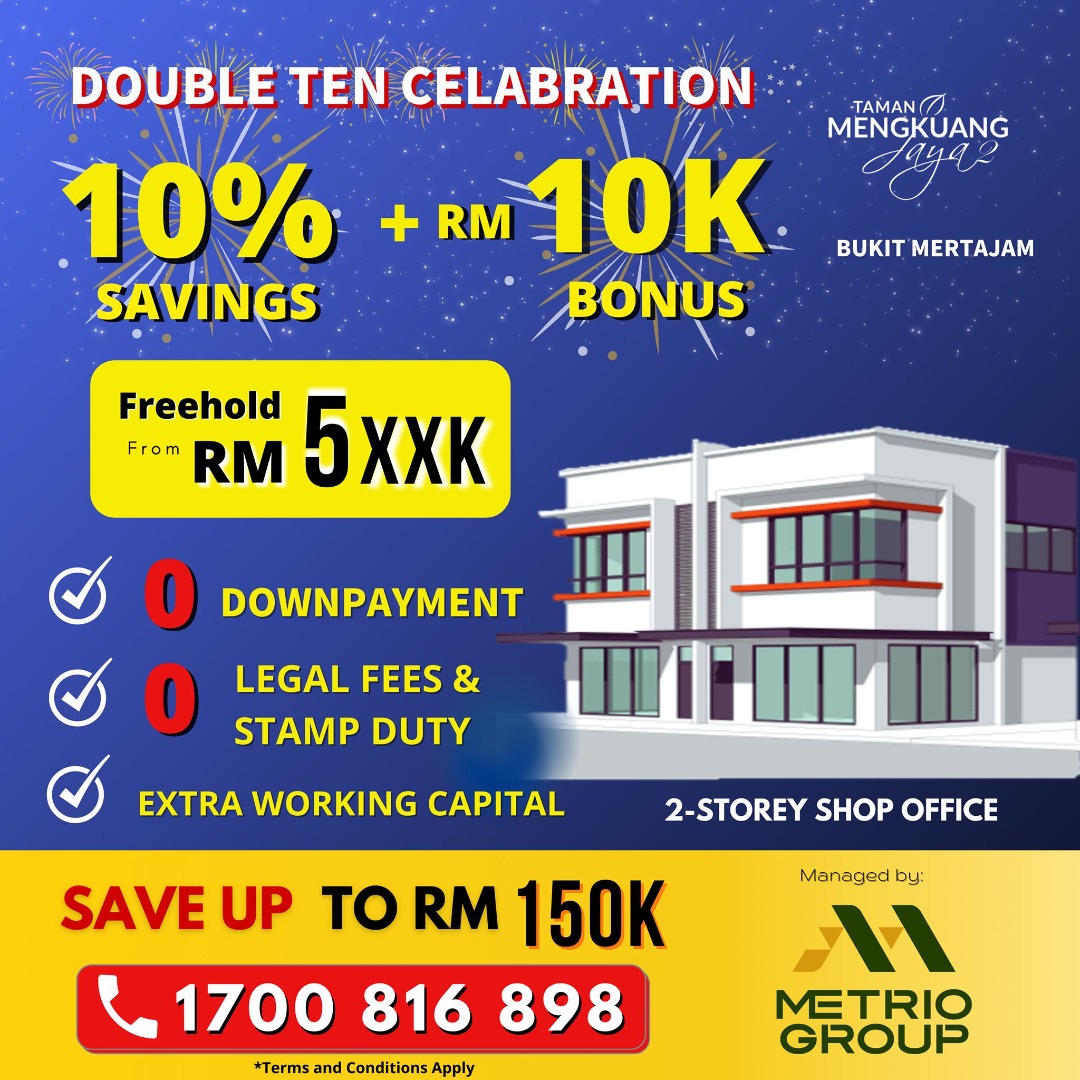 DOUBLE TEN CELABRATION
TAMAN
MENGKUANG
Jaya 2
BUKIT MERTAJAM
10% + RM 10K
SAVINGS BONUS
Freehold
From RM 5XXK
0 DOWNPAYMENT
0 LEGAL FEES &
STAMP DUTY
EXTRA WORKING CAPITAL
2-STOREY SHOP OFFICE
SAVE UP TO RM 150K
1700 816 898
*Terms and Conditions Apply
Managed by:
METRIO
GROUP